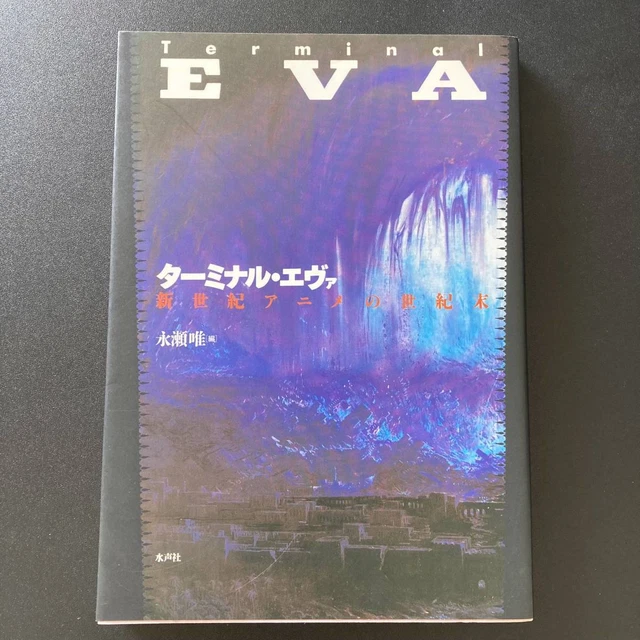 Terminal
EVA
ターミナル・エヴァ
新世紀アニメの世紀末
永瀬唯 編
水声社